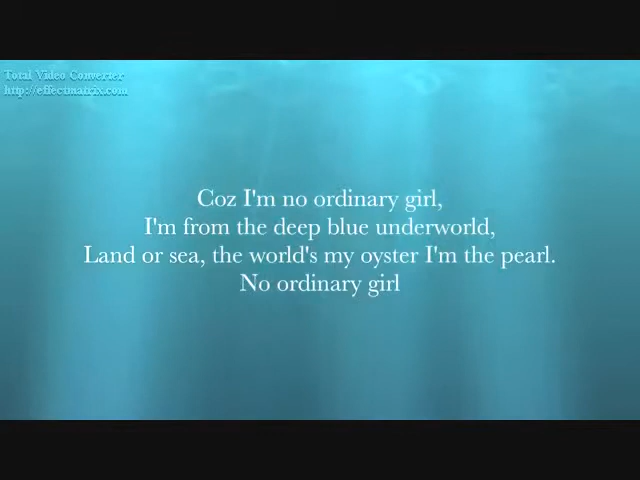 Total Video Converter
http://effectmatrix.com
Coz I'm no ordinary girl,
I'm from the deep blue underworld,
Land or sea, the world's my oyster I'm the pearl.
No ordinary girl